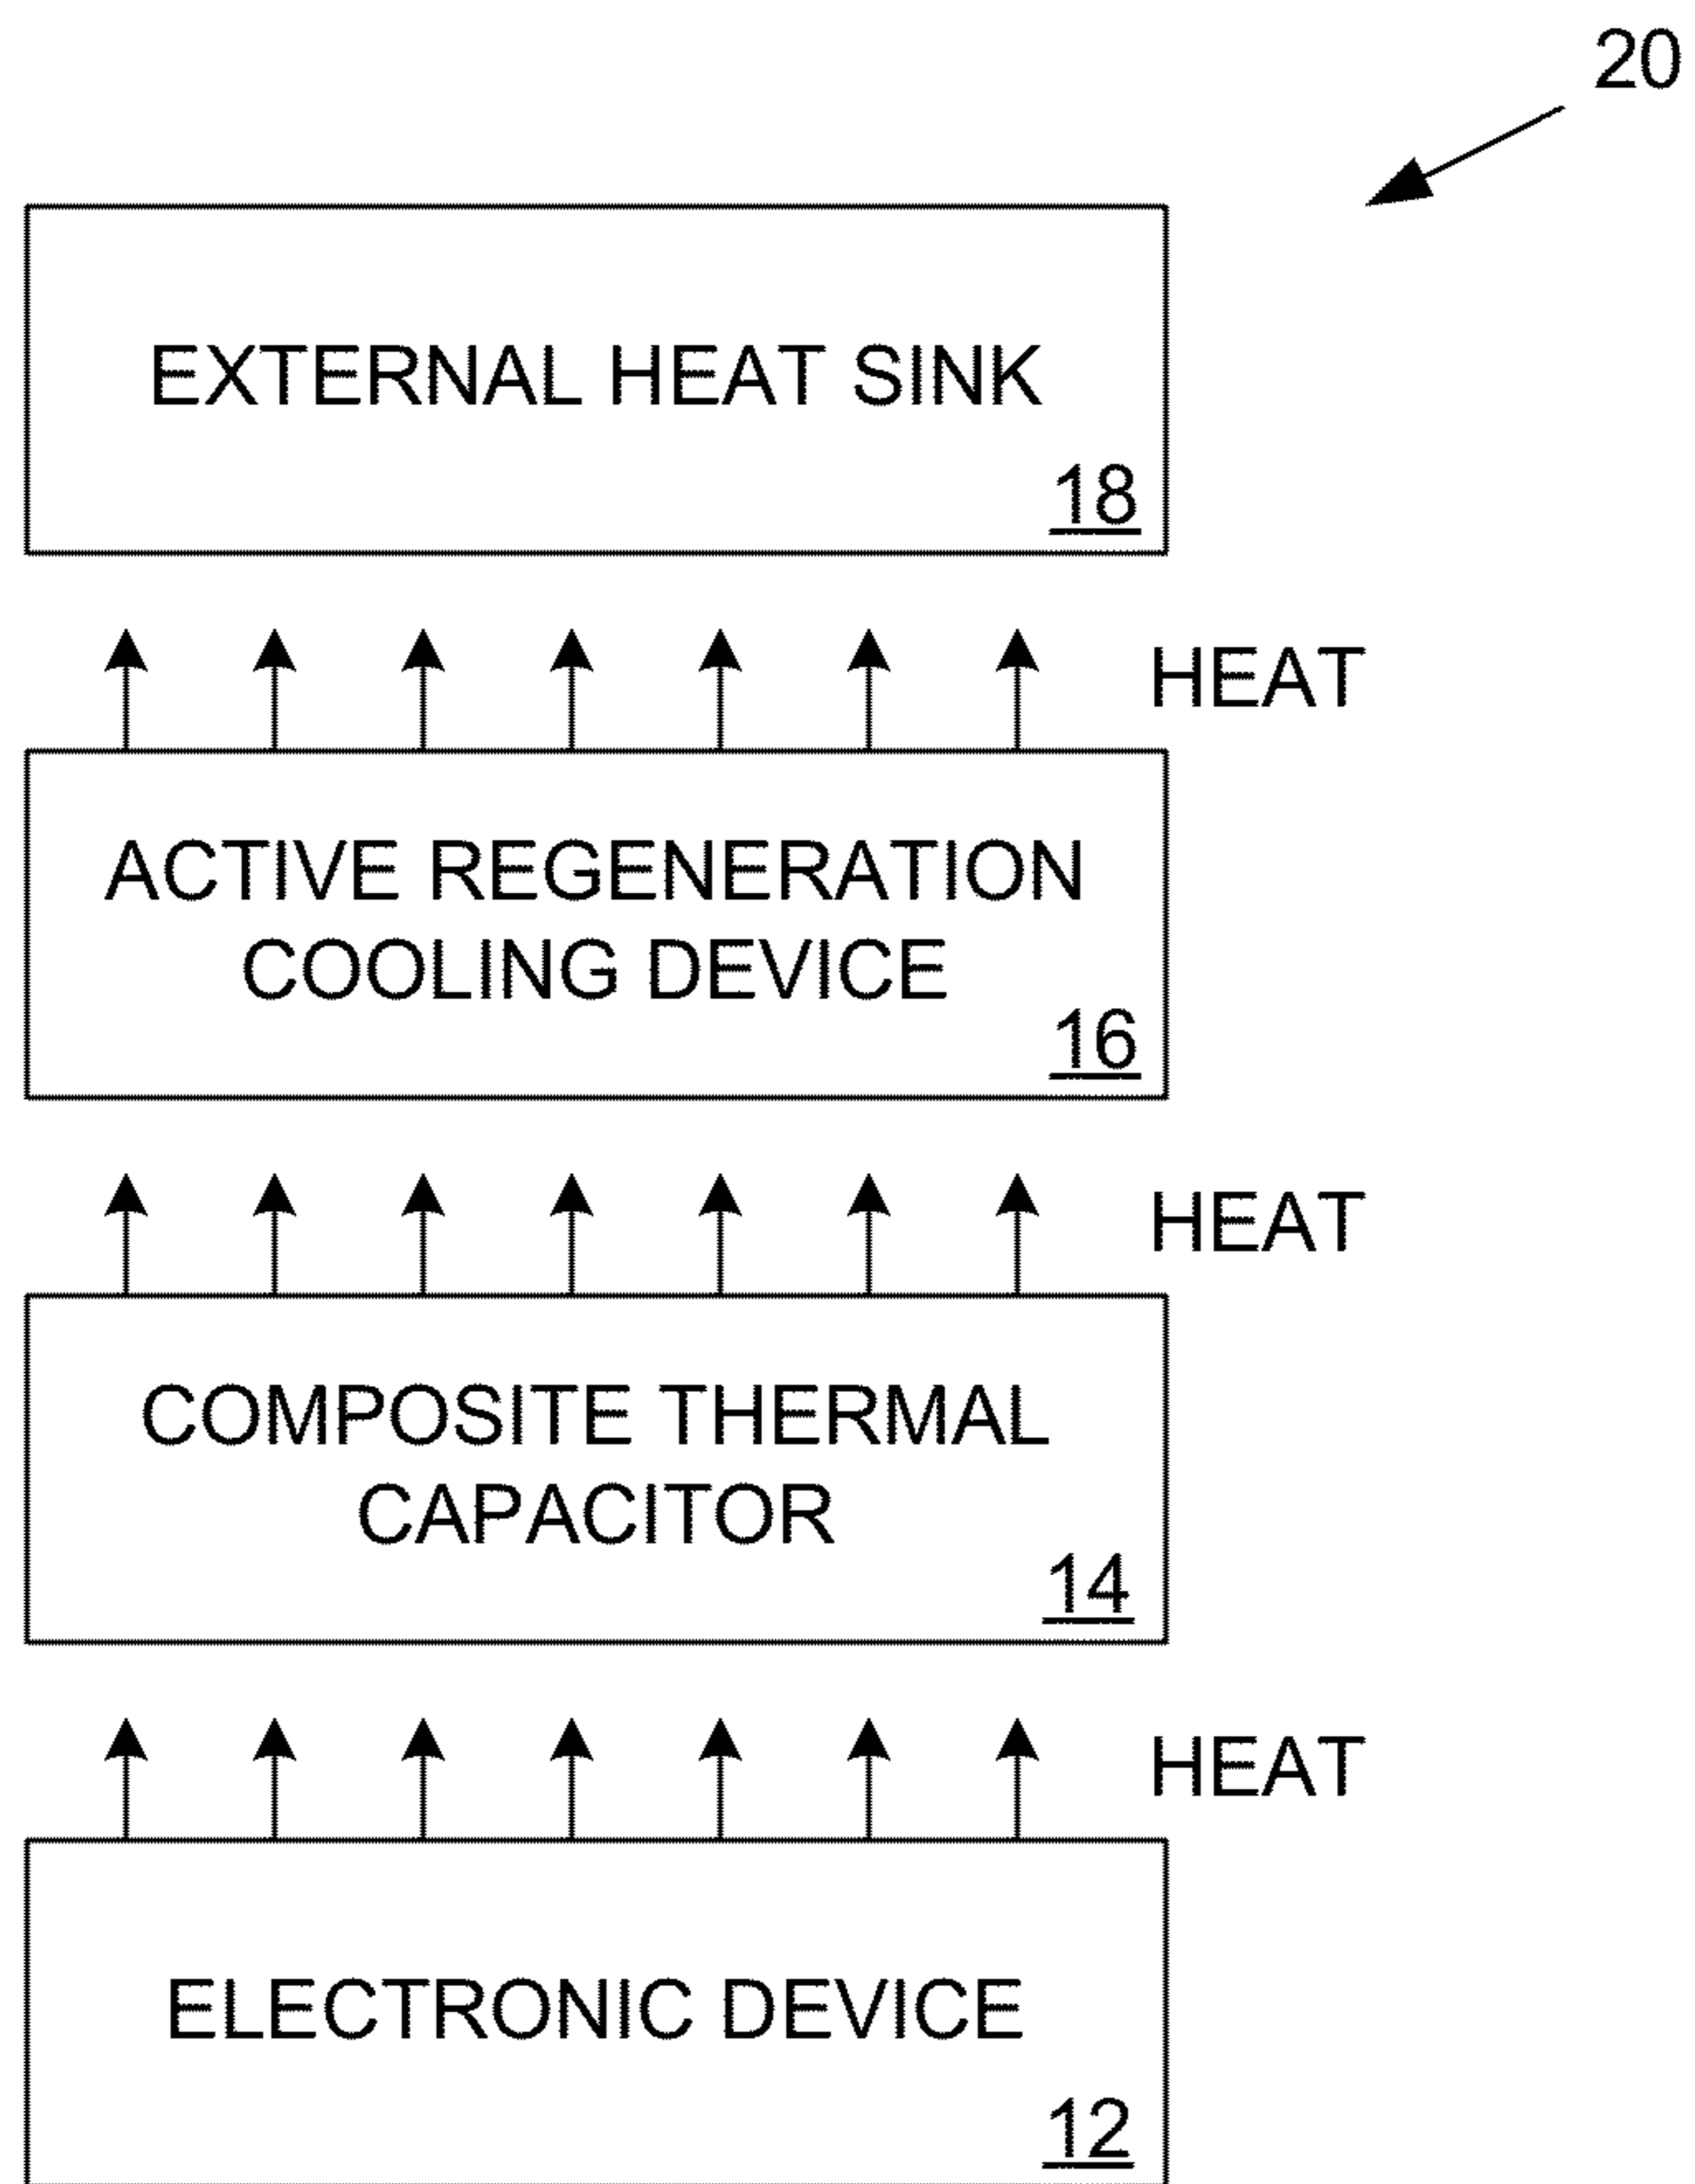 20
EXTERNAL HEAT SINK
18
HEAT
ACTIVE REGENERATION
COOLING DEVICE
16
HEAT
COMPOSITE THERMAL
CAPACITOR
14
HEAT
ELECTRONIC DEVICE
12